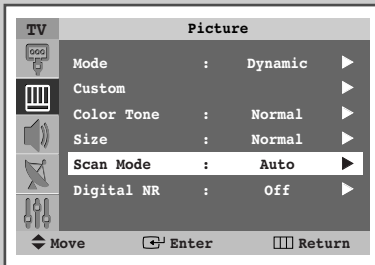 TV Picture
Mode : Dynamic
Custom
Color Tone : Normal
Size : Normal
Scan Mode : Auto
Digital NR : Off
Move Enter Return